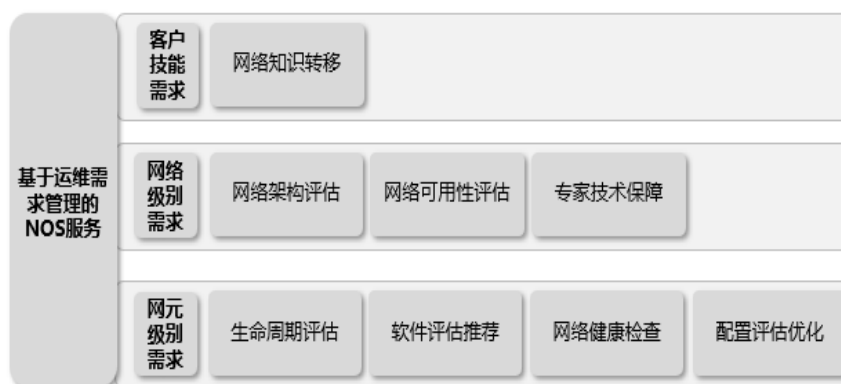 基于运维需
求管理的
NOS服务
客户
技能
需求
网络知识转移
网络
级别
需求
网络架构评估
网络可用性评估
专家技术保障
网元
级别
需求
生命周期评估
软件评估推荐
网络健康检查
配置评估优化